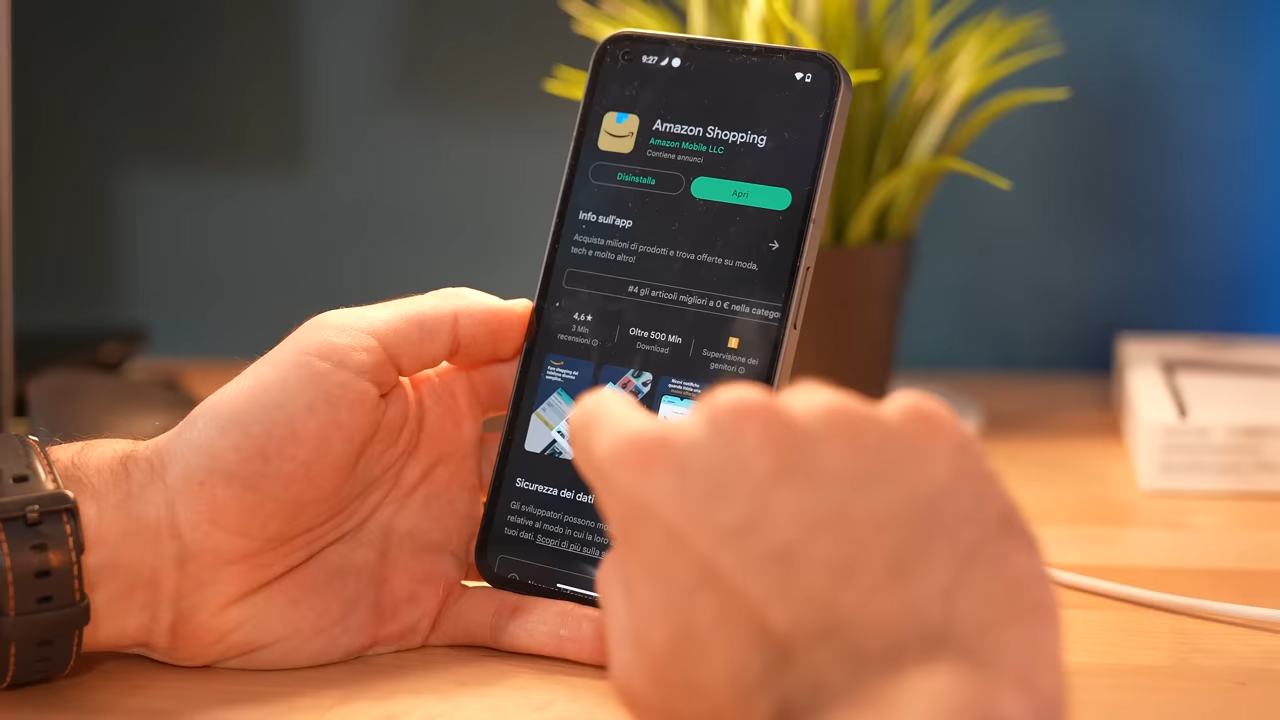 9:27
Amazon Shopping
Amazon Mobile LLC
Contiene annunci
Disinstalla
Apri
Info sull'app
Acquista milioni di prodotti e trova offerte su moda,
tech e molto altro!
#4 gli articoli migliori a 0 € nella categor
4,6★
3 Mln
recensioni
Oltre 500 Mln
Download
Supervisione dei
genitori
Sicurezza dei dati
Gli sviluppatori possono mo
relative al modo in cui la loro
tuoi dati. Scopri di più sulla s